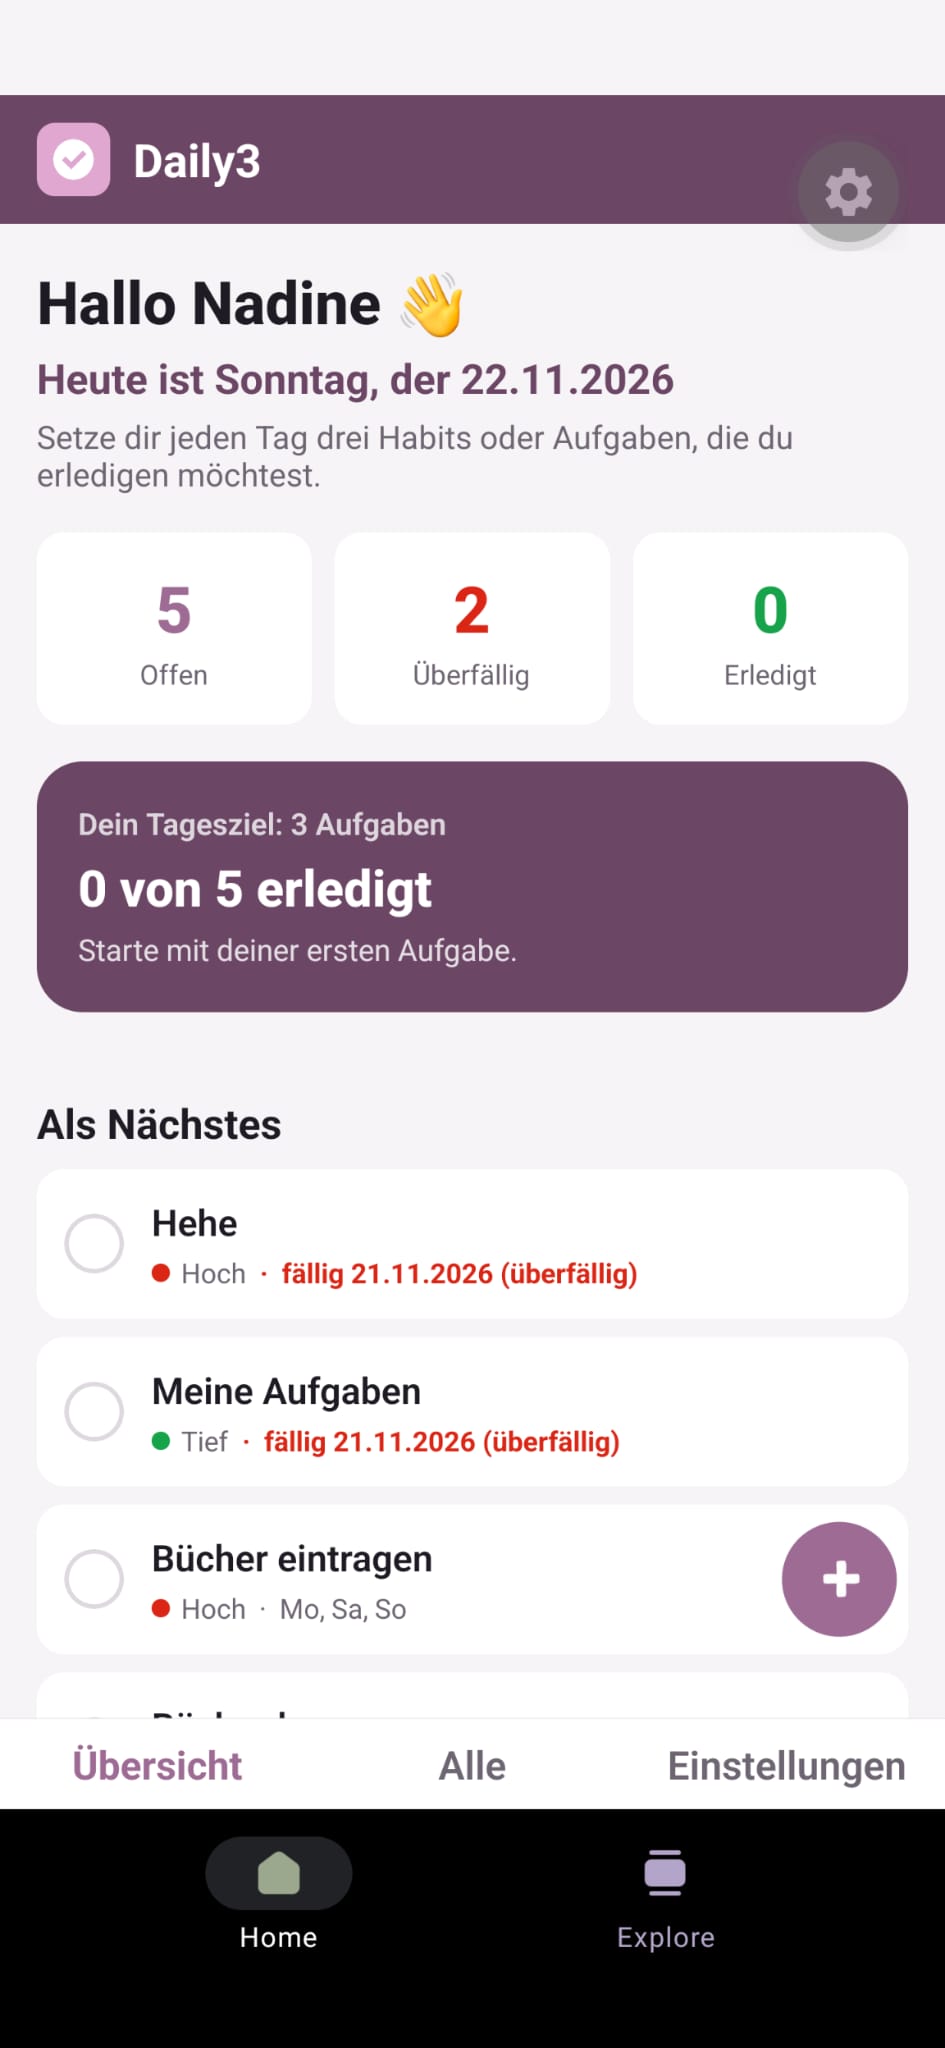 Daily3
Hallo Nadine 👋
Heute ist Sonntag, der 22.11.2026
Setze dir jeden Tag drei Habits oder Aufgaben, die du
erledigen möchtest.
5 2 0
Offen Überfällig Erledigt
Dein Tagesziel: 3 Aufgaben
0 von 5 erledigt
Starte mit deiner ersten Aufgabe.
Als Nächstes
Hehe
Hoch · fällig 21.11.2026 (überfällig)
Meine Aufgaben
Tief · fällig 21.11.2026 (überfällig)
Bücher eintragen
Hoch · Mo, Sa, So
Übersicht Alle Einstellungen
Home Explore